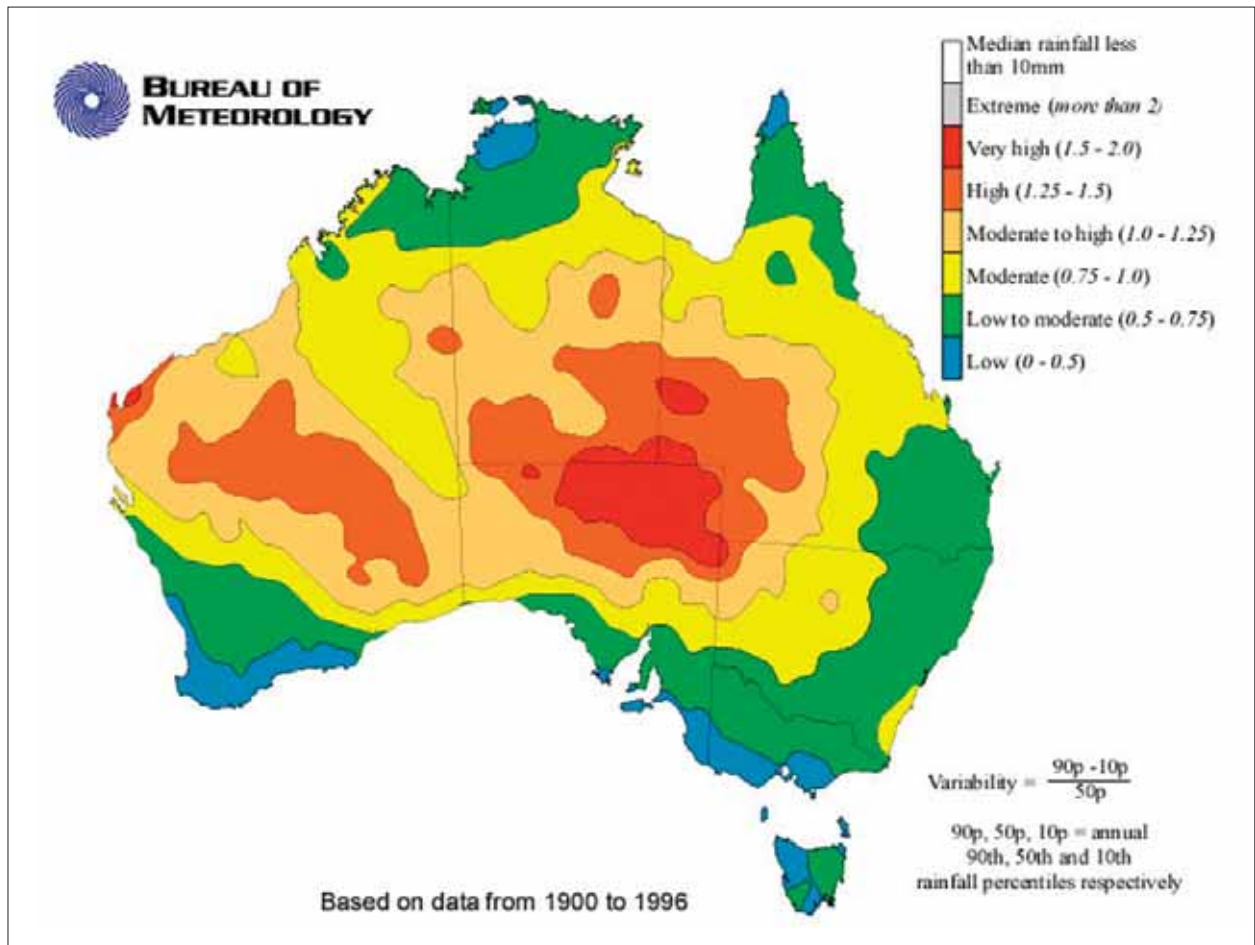 BUREAU OF
METEOROLOGY
Median rainfall less
than 10mm
Extreme (more than 2)
Very high (1.5 - 2.0)
High (1.25 - 1.5)
Moderate to high (1.0 - 1.25)
Moderate (0.75 - 1.0)
Low to moderate (0.5 - 0.75)
Low (0 - 0.5)
Variability = 90p -10p
50p
90p, 50p, 10p = annual
90th, 50th and 10th
rainfall percentiles respectively
Based on data from 1900 to 1996